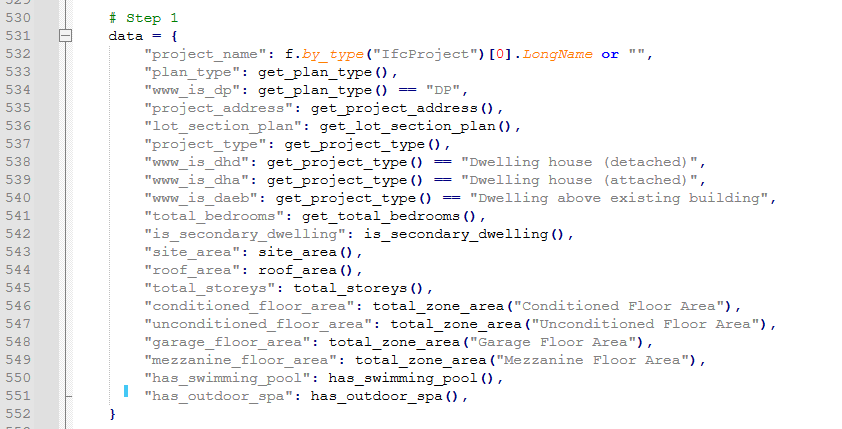 530 # Step 1
531 data = {
532 "project_name": f.by_type("IfcProject")[0].LongName or "",
533 "plan_type": get_plan_type(),
534 "www_is_dp": get_plan_type() == "DP",
535 "project_address": get_project_address(),
536 "lot_section_plan": get_lot_section_plan(),
537 "project_type": get_project_type(),
538 "www_is_dhd": get_project_type() == "Dwelling house (detached)",
539 "www_is_dha": get_project_type() == "Dwelling house (attached)",
540 "www_is_daeb": get_project_type() == "Dwelling above existing building",
541 "total_bedrooms": get_total_bedrooms(),
542 "is_secondary_dwelling": is_secondary_dwelling(),
543 "site_area": site_area(),
544 "roof_area": roof_area(),
545 "total_storeys": total_storeys(),
546 "conditioned_floor_area": total_zone_area("Conditioned Floor Area"),
547 "unconditioned_floor_area": total_zone_area("Unconditioned Floor Area"),
548 "garage_floor_area": total_zone_area("Garage Floor Area"),
549 "mezzanine_floor_area": total_zone_area("Mezzanine Floor Area"),
550 "has_swimming_pool": has_swimming_pool(),
551 "has_outdoor_spa": has_outdoor_spa(),
552 }